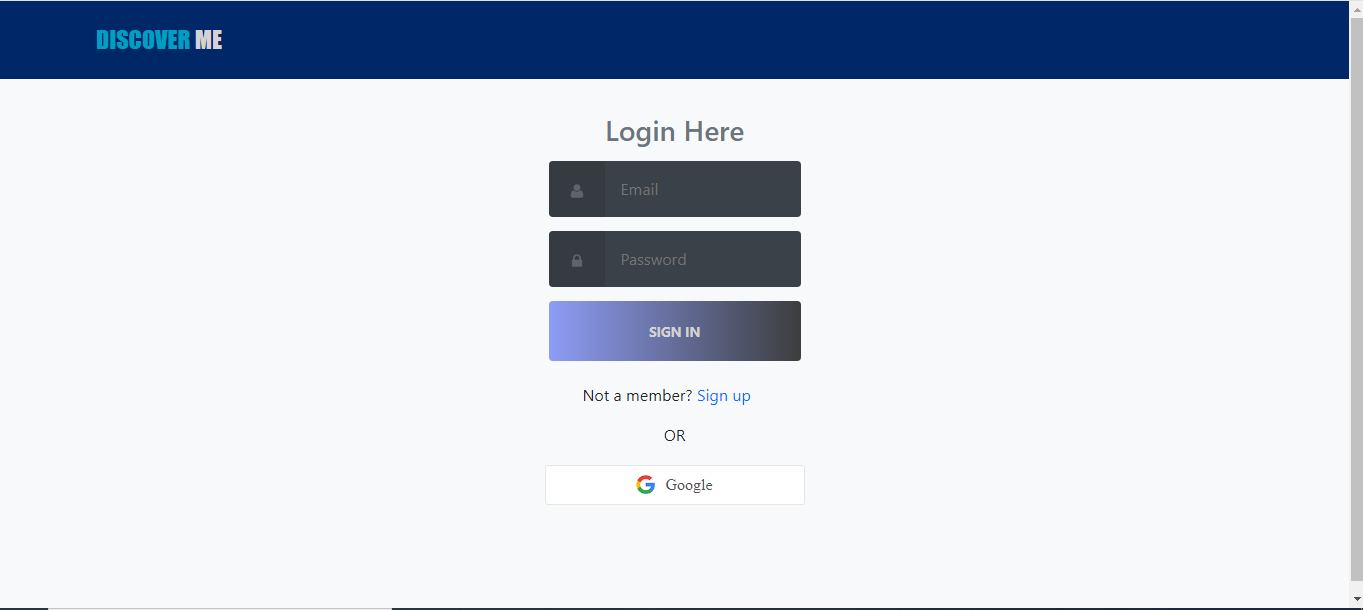 DISCOVER ME
Login Here
Email
Password
SIGN IN
Not a member? Sign up
OR
Google